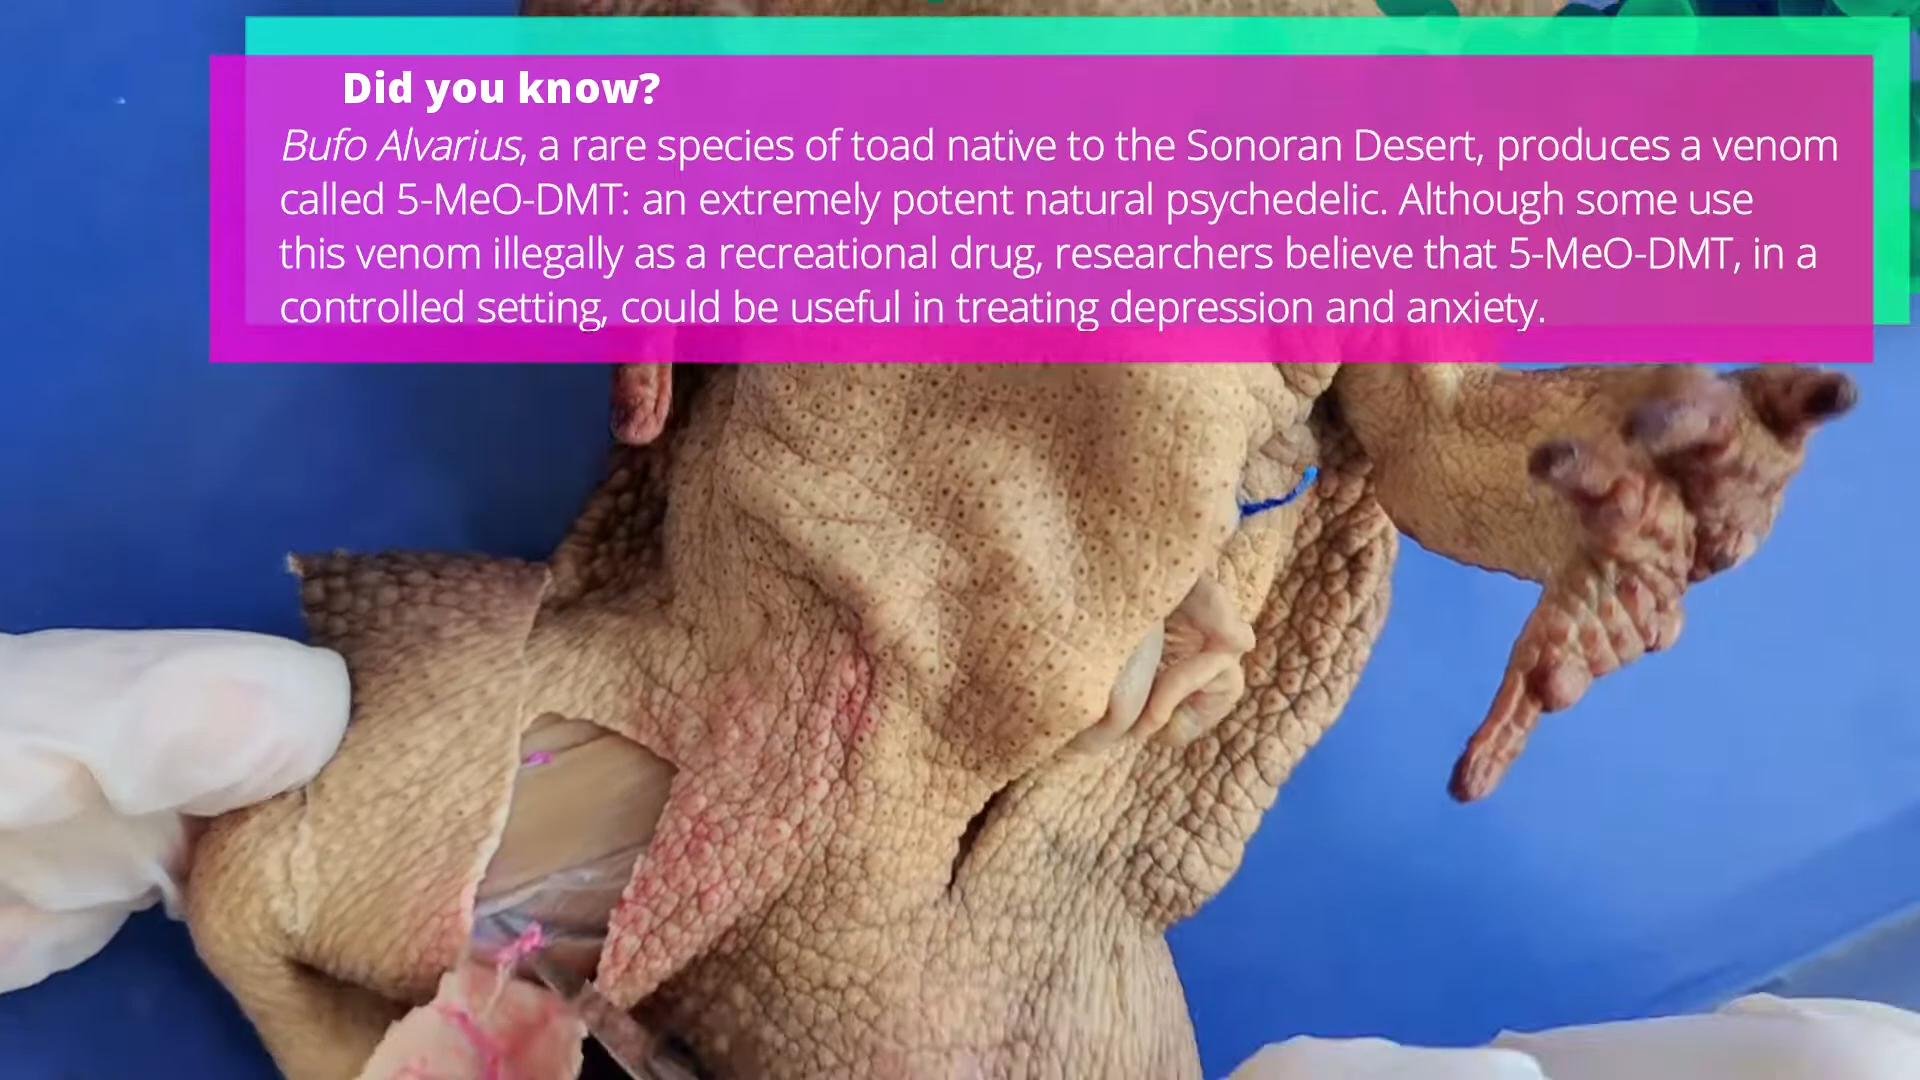 Did you know?
Bufo Alvarius, a rare species of toad native to the Sonoran Desert, produces a venom
called 5-MeO-DMT: an extremely potent natural psychedelic. Although some use
this venom illegally as a recreational drug, researchers believe that 5-MeO-DMT, in a
controlled setting, could be useful in treating depression and anxiety.